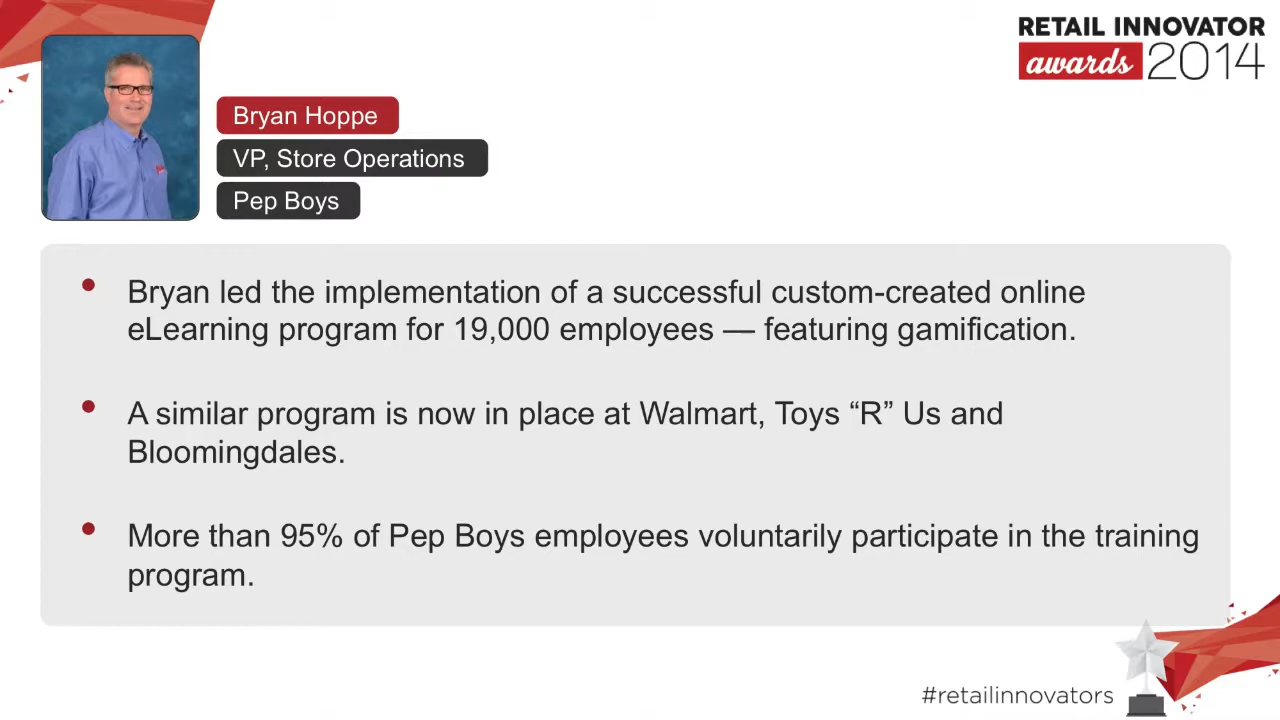 RETAIL INNOVATOR
awards 2014
Bryan Hoppe
VP, Store Operations
Pep Boys
• Bryan led the implementation of a successful custom-created online
eLearning program for 19,000 employees — featuring gamification.
• A similar program is now in place at Walmart, Toys “R” Us and
Bloomingdales.
• More than 95% of Pep Boys employees voluntarily participate in the training
program.
#retailinnovators